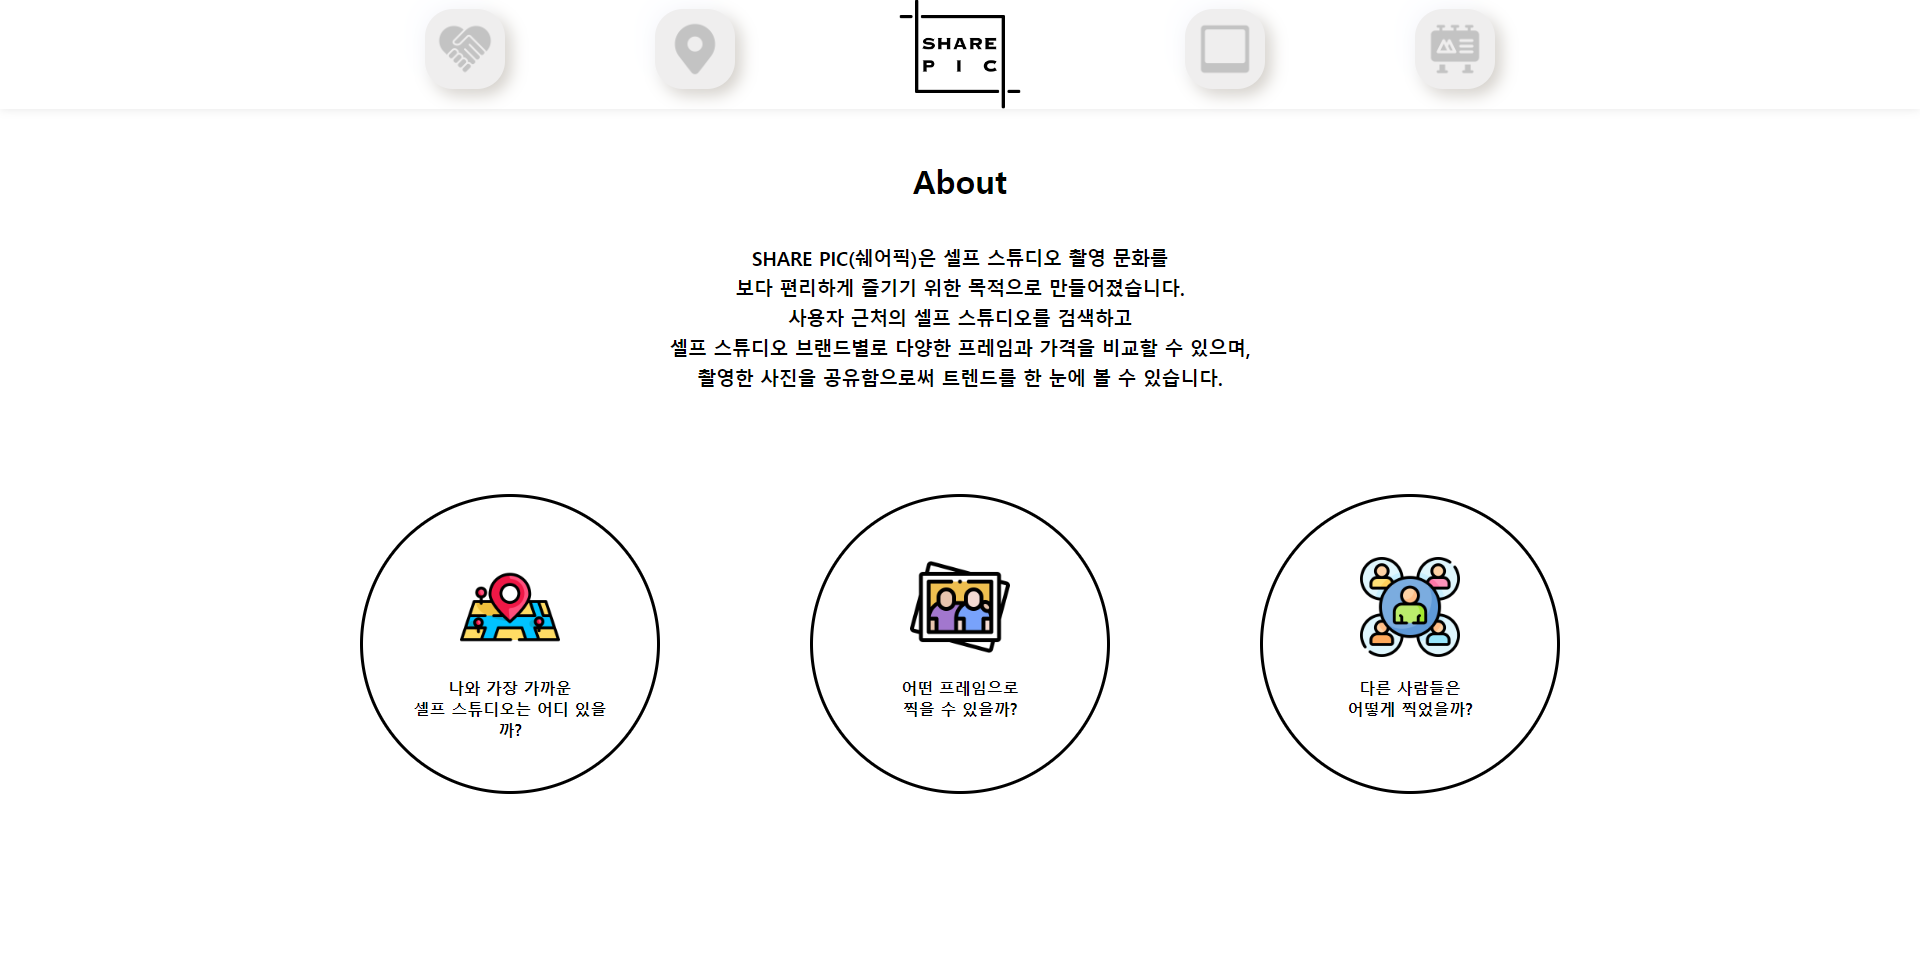 SHARE
PIC
About
SHARE PIC(쉐어픽)은 셀프 스튜디오 촬영 문화를
보다 편리하게 즐기기 위한 목적으로 만들어졌습니다.
사용자 근처의 셀프 스튜디오를 검색하고
셀프 스튜디오 브랜드별로 다양한 프레임과 가격을 비교할 수 있으며,
촬영한 사진을 공유함으로써 트렌드를 한 눈에 볼 수 있습니다.
나와 가장 가까운
셀프 스튜디오는 어디 있을
까?
어떤 프레임으로
찍을 수 있을까?
다른 사람들은
어떻게 찍었을까?